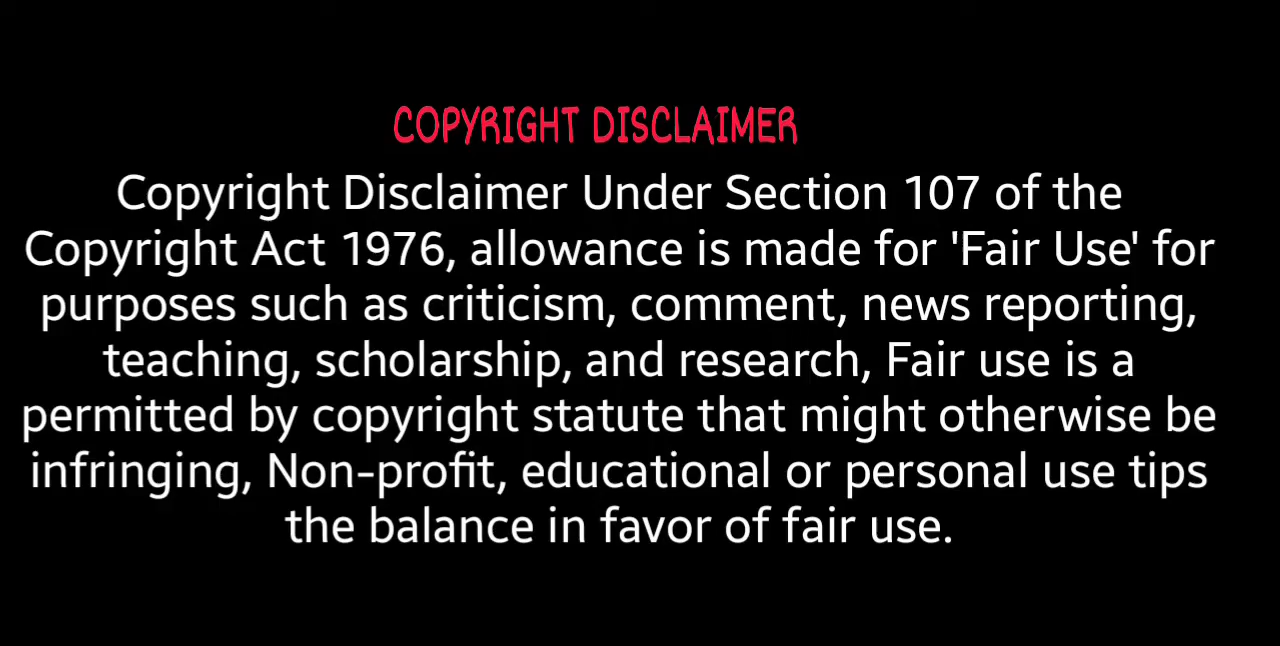 COPYRIGHT DISCLAIMER
Copyright Disclaimer Under Section 107 of the
Copyright Act 1976, allowance is made for 'Fair Use' for
purposes such as criticism, comment, news reporting,
teaching, scholarship, and research, Fair use is a
permitted by copyright statute that might otherwise be
infringing, Non-profit, educational or personal use tips
the balance in favor of fair use.